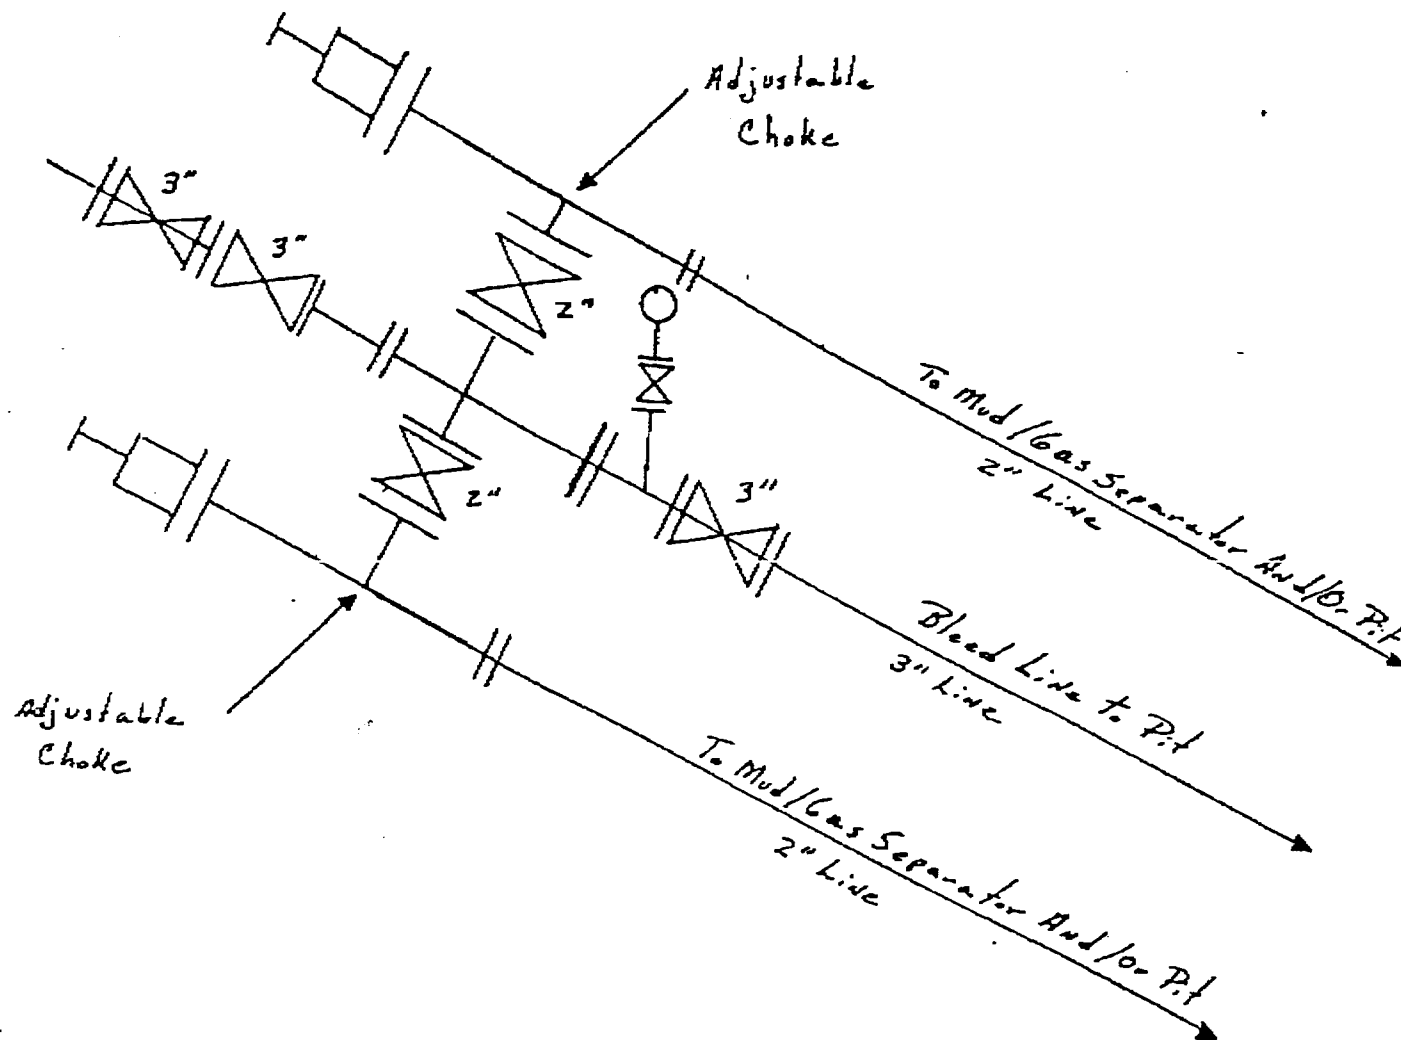 Adjustable
Choke
3"
3"
2"
2"
3"
To Mud/Gas Separator And/Or Pit
2" Line
Bleed Line to Pit
3" Line
Adjustable
Choke
To Mud/Gas Separator And/Or Pit
2" Line